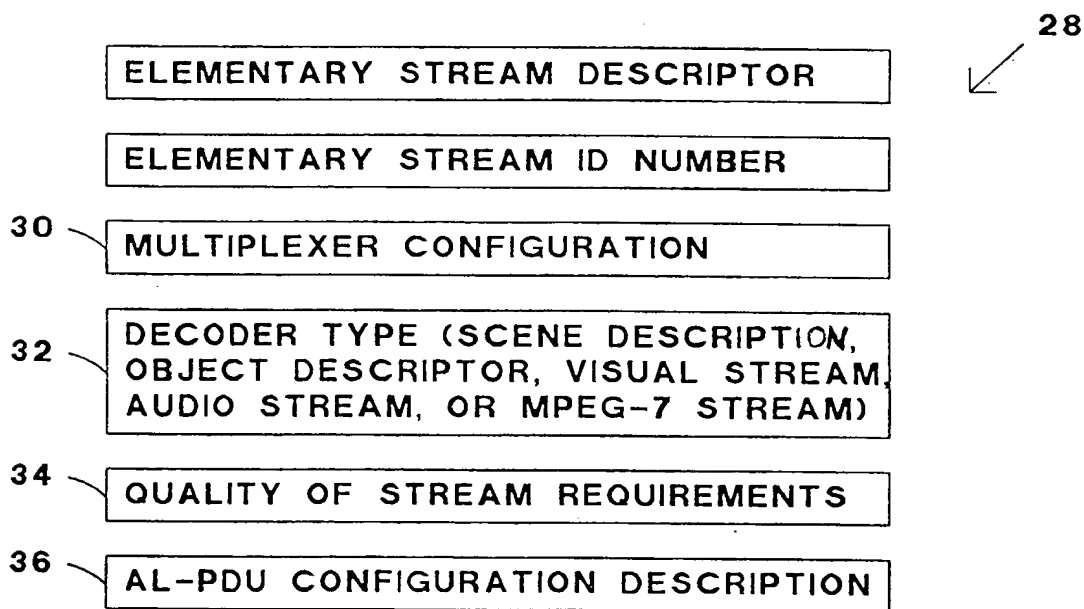 28
ELEMENTARY STREAM DESCRIPTOR
ELEMENTARY STREAM ID NUMBER
30
MULTIPLEXER CONFIGURATION
32
DECODER TYPE (SCENE DESCRIPTION,
OBJECT DESCRIPTOR, VISUAL STREAM,
AUDIO STREAM, OR MPEG-7 STREAM)
34
QUALITY OF STREAM REQUIREMENTS
36
AL-PDU CONFIGURATION DESCRIPTION